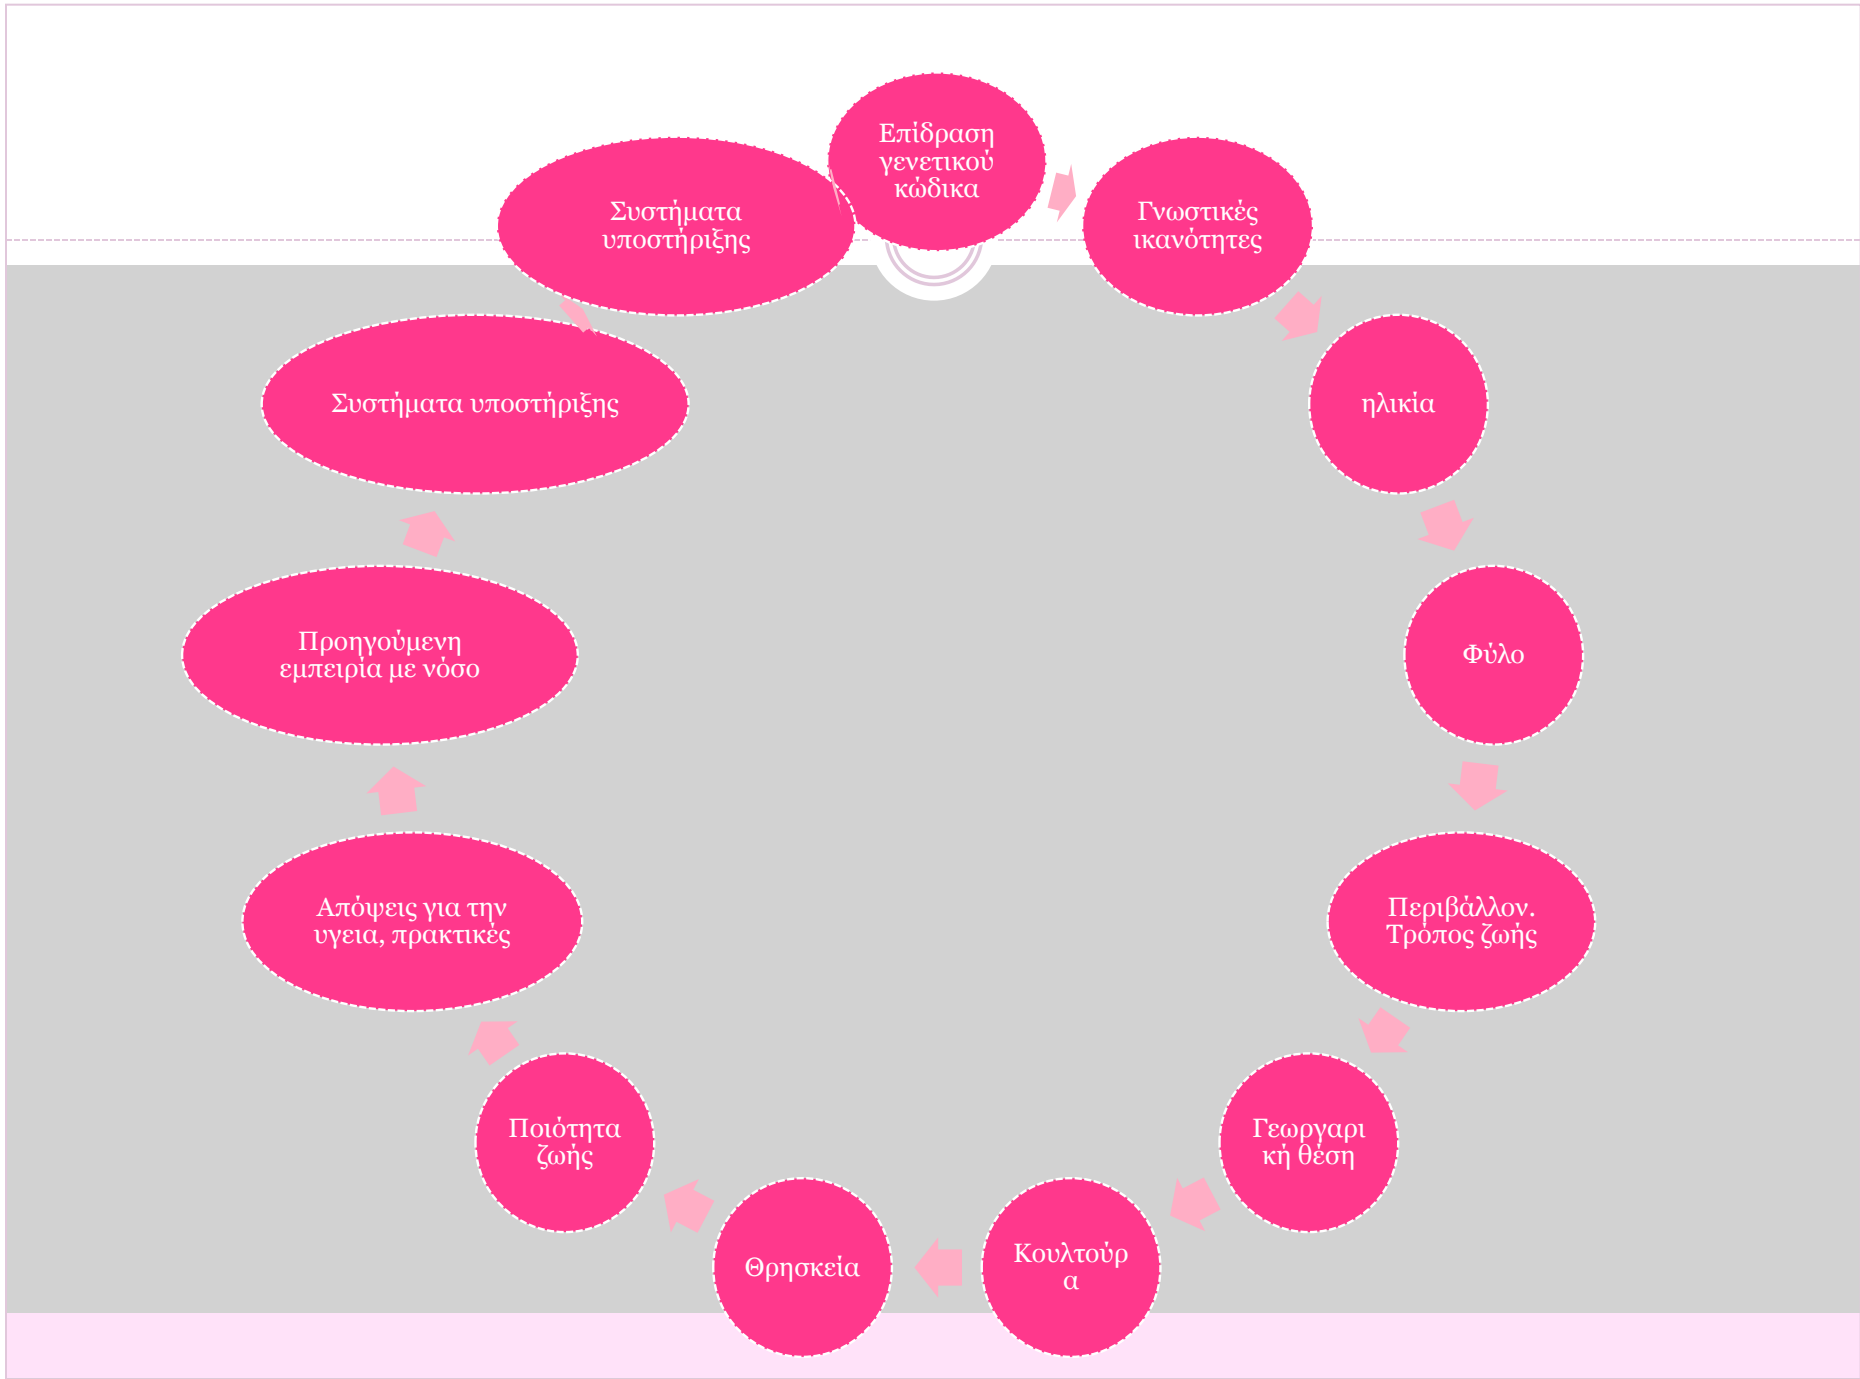 Επίδραση
γενετικού
κώδικα
Γνωστικές
ικανότητες
ηλικία
Φύλο
Περιβάλλον.
Τρόπος ζωής
Γεωργαρι
κή θέση
Κουλτούρ
α
Θρησκεία
Ποιότητα
ζωής
Απόψεις για την
υγεια, πρακτικές
Προηγούμενη
εμπειρία με νόσο
Συστήματα υποστήριξης
Συστήματα
υποστήριξης